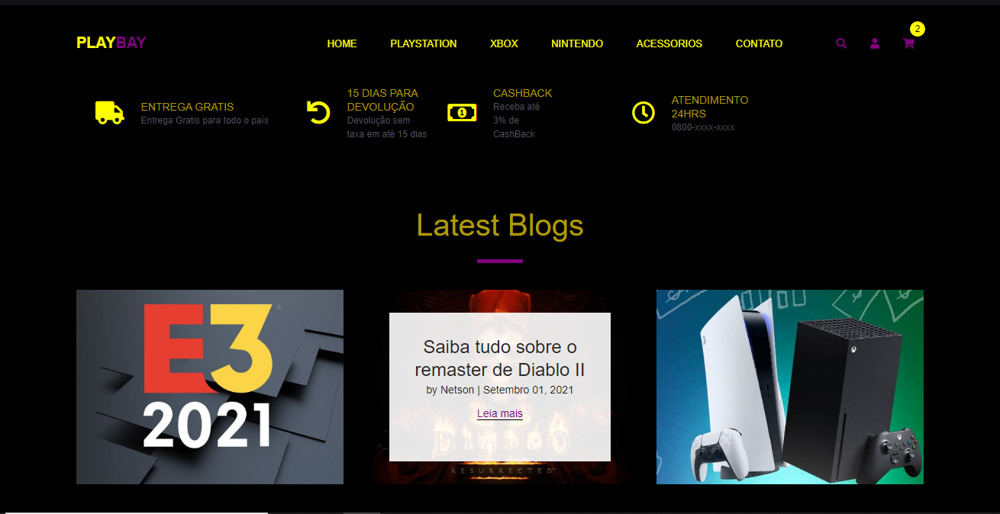 PLAYBAY
HOME PLAYSTATION XBOX NINTENDO ACESSORIOS CONTATO
2
ENTREGA GRATIS
Entrega Gratis para todo o país
15 DIAS PARA
DEVOLUÇÃO
Devolução sem
taxa em até 15 dias
1
CASHBACK
Receba até
3% de
CashBack
ATENDIMENTO
24HRS
0800-xxxx-xxxx
Latest Blogs
E3®
2021
Saiba tudo sobre o
remaster de Diablo II
by Netson | Setembro 01, 2021
Leia mais
DIABLO
RESURRECTED